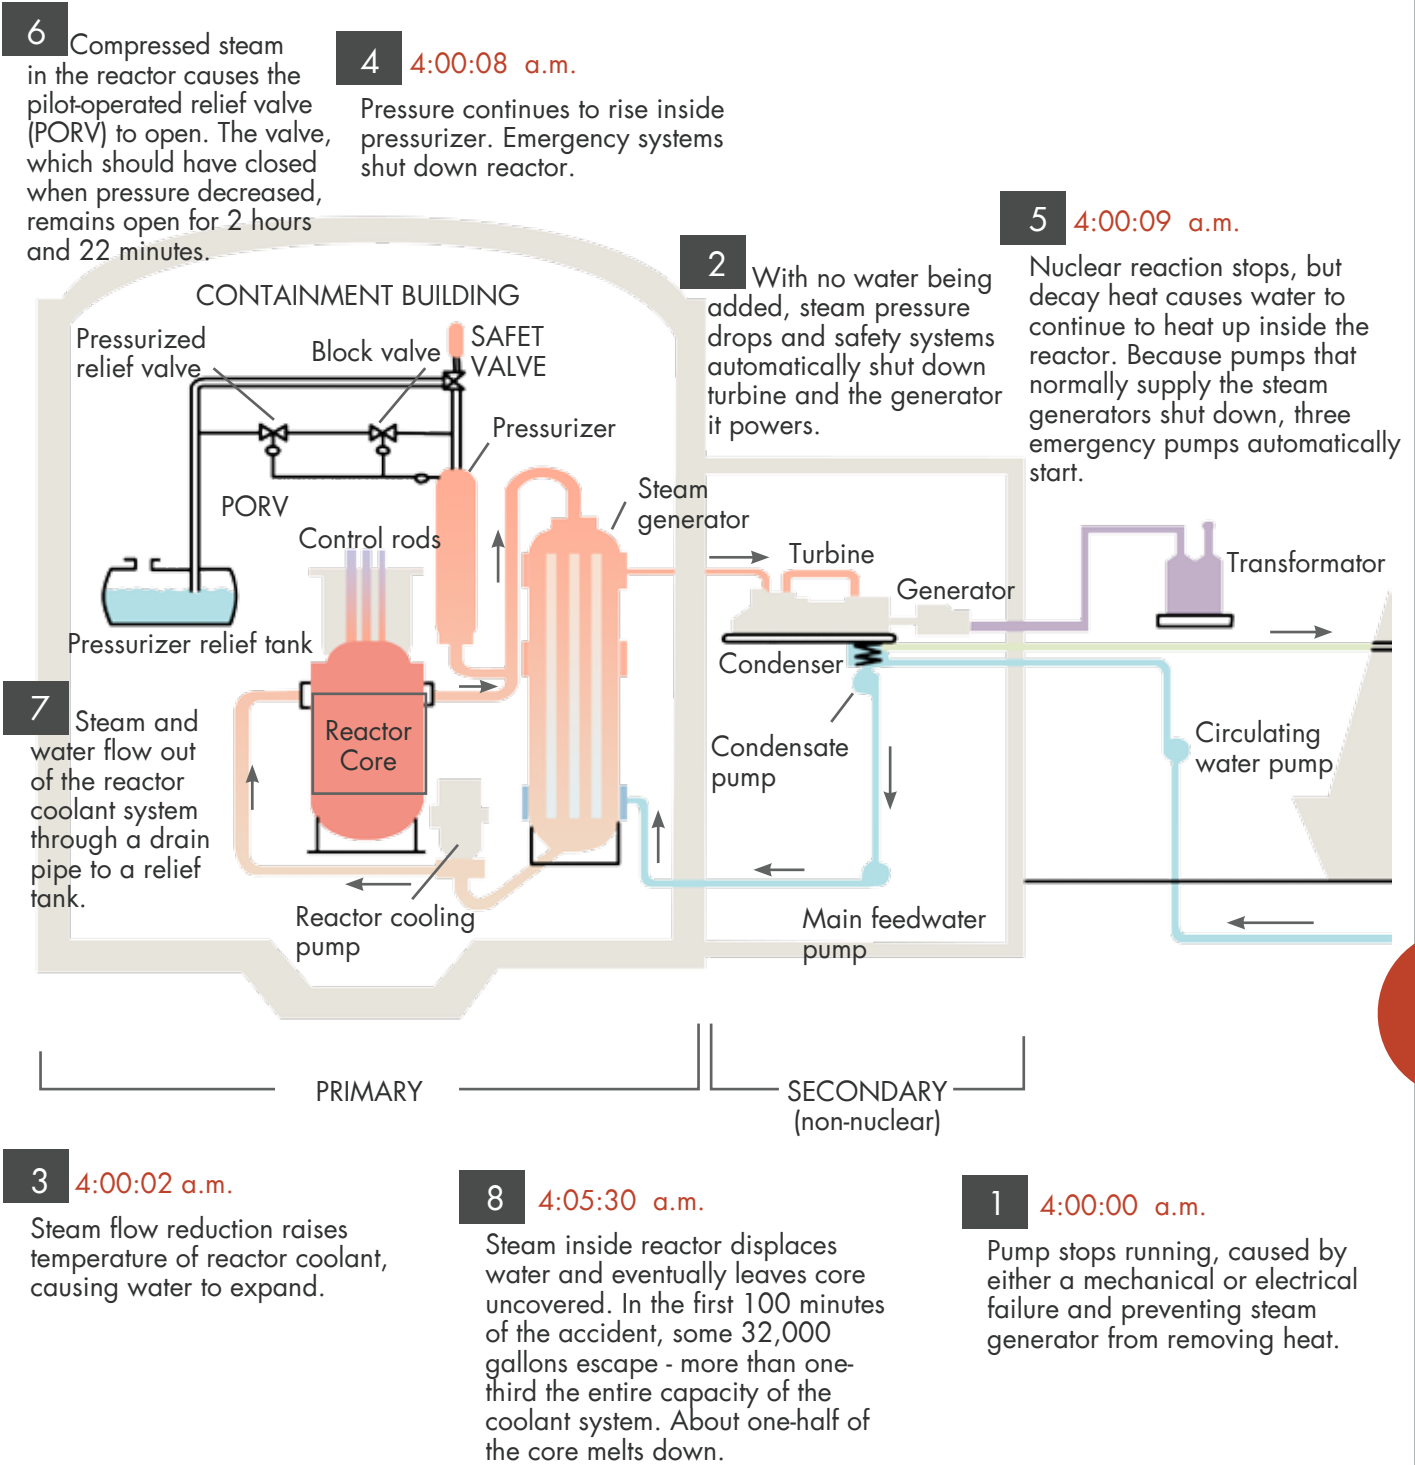 6
Compressed steam
in the reactor causes the
pilot-operated relief valve
(PORV) to open. The valve,
which should have closed
when pressure decreased,
remains open for 2 hours
and 22 minutes.
4
4:00:08 a.m.
Pressure continues to rise inside
pressurizer. Emergency systems
shut down reactor.
2
With no water being
added, steam pressure
drops and safety systems
automatically shut down
turbine and the generator
it powers.
5
4:00:09 a.m.
Nuclear reaction stops, but
decay heat causes water to
continue to heat up inside the
reactor. Because pumps that
normally supply the steam
generators shut down, three
emergency pumps automatically
start.
CONTAINMENT BUILDING
Pressurized
relief valve
Block valve
SAFET
VALVE
Pressurizer
PORV
Control rods
Steam
generator
Turbine
Generator
Transformator
Pressurizer relief tank
Condenser
7
Steam and
water flow out
of the reactor
coolant system
through a drain
pipe to a relief
tank.
Reactor
Core
Condensate
pump
Circulating
water pump
Reactor cooling
pump
Main feedwater
pump
PRIMARY
SECONDARY
(non-nuclear)
3
4:00:02 a.m.
Steam flow reduction raises
temperature of reactor coolant,
causing water to expand.
8
4:05:30 a.m.
Steam inside reactor displaces
water and eventually leaves core
uncovered. In the first 100 minutes
of the accident, some 32,000
gallons escape - more than one-
third the entire capacity of the
coolant system. About one-half of
the core melts down.
1
4:00:00 a.m.
Pump stops running, caused by
either a mechanical or electrical
failure and preventing steam
generator from removing heat.